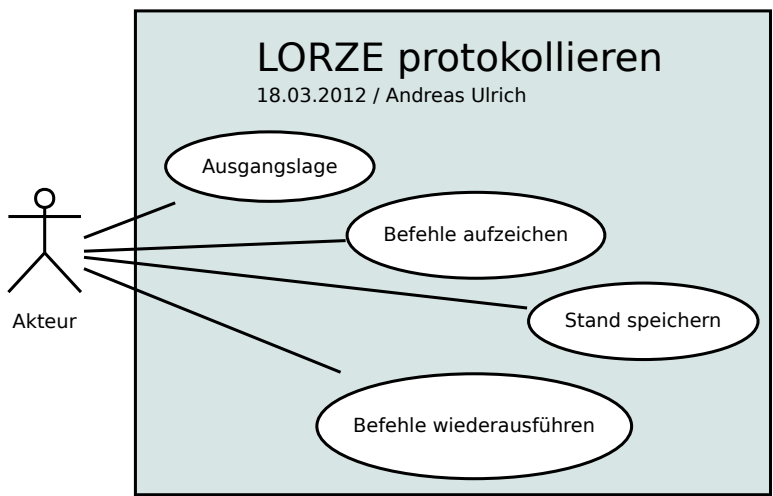 LORZE protokollieren
18.03.2012 / Andreas Ulrich
Ausgangslage
Befehle aufzeichen
Stand speichern
Akteur
Befehle wiederausführen